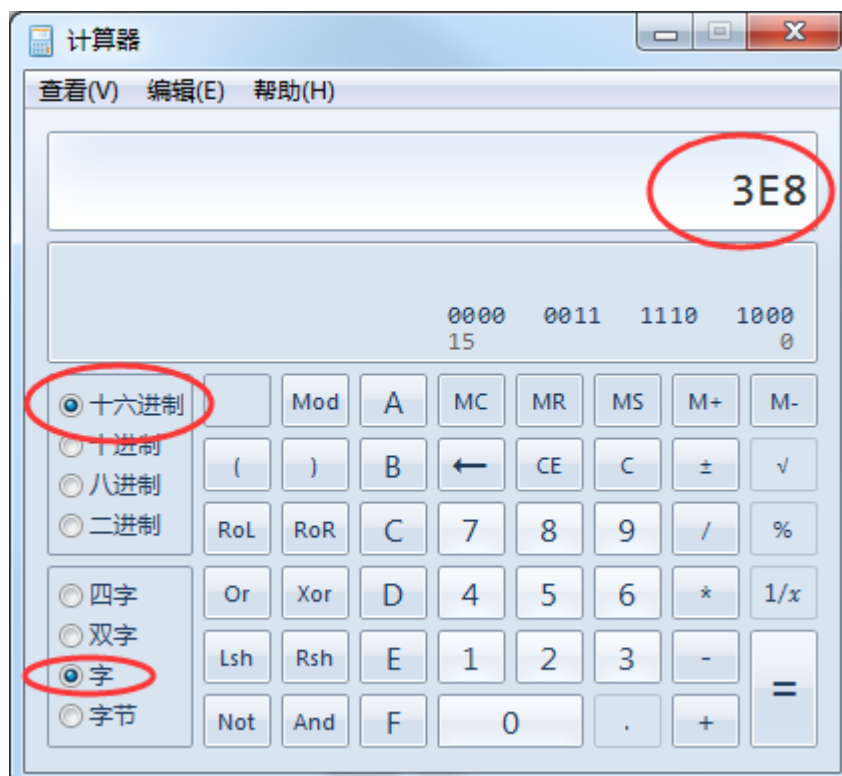 计算器
查看(V) 编辑(E) 帮助(H)
3E8
0000 0011 1110 1000
15 0
十六进制 Mod A MC MR MS M+ M-
十进制
( ) B ← CE C ± √
八进制
二进制 RoL RoR C 7 8 9 / %
四字 Or Xor D 4 5 6 * 1/x
双字
字 Lsh Rsh E 1 2 3 - =
字节 Not And F 0 . +